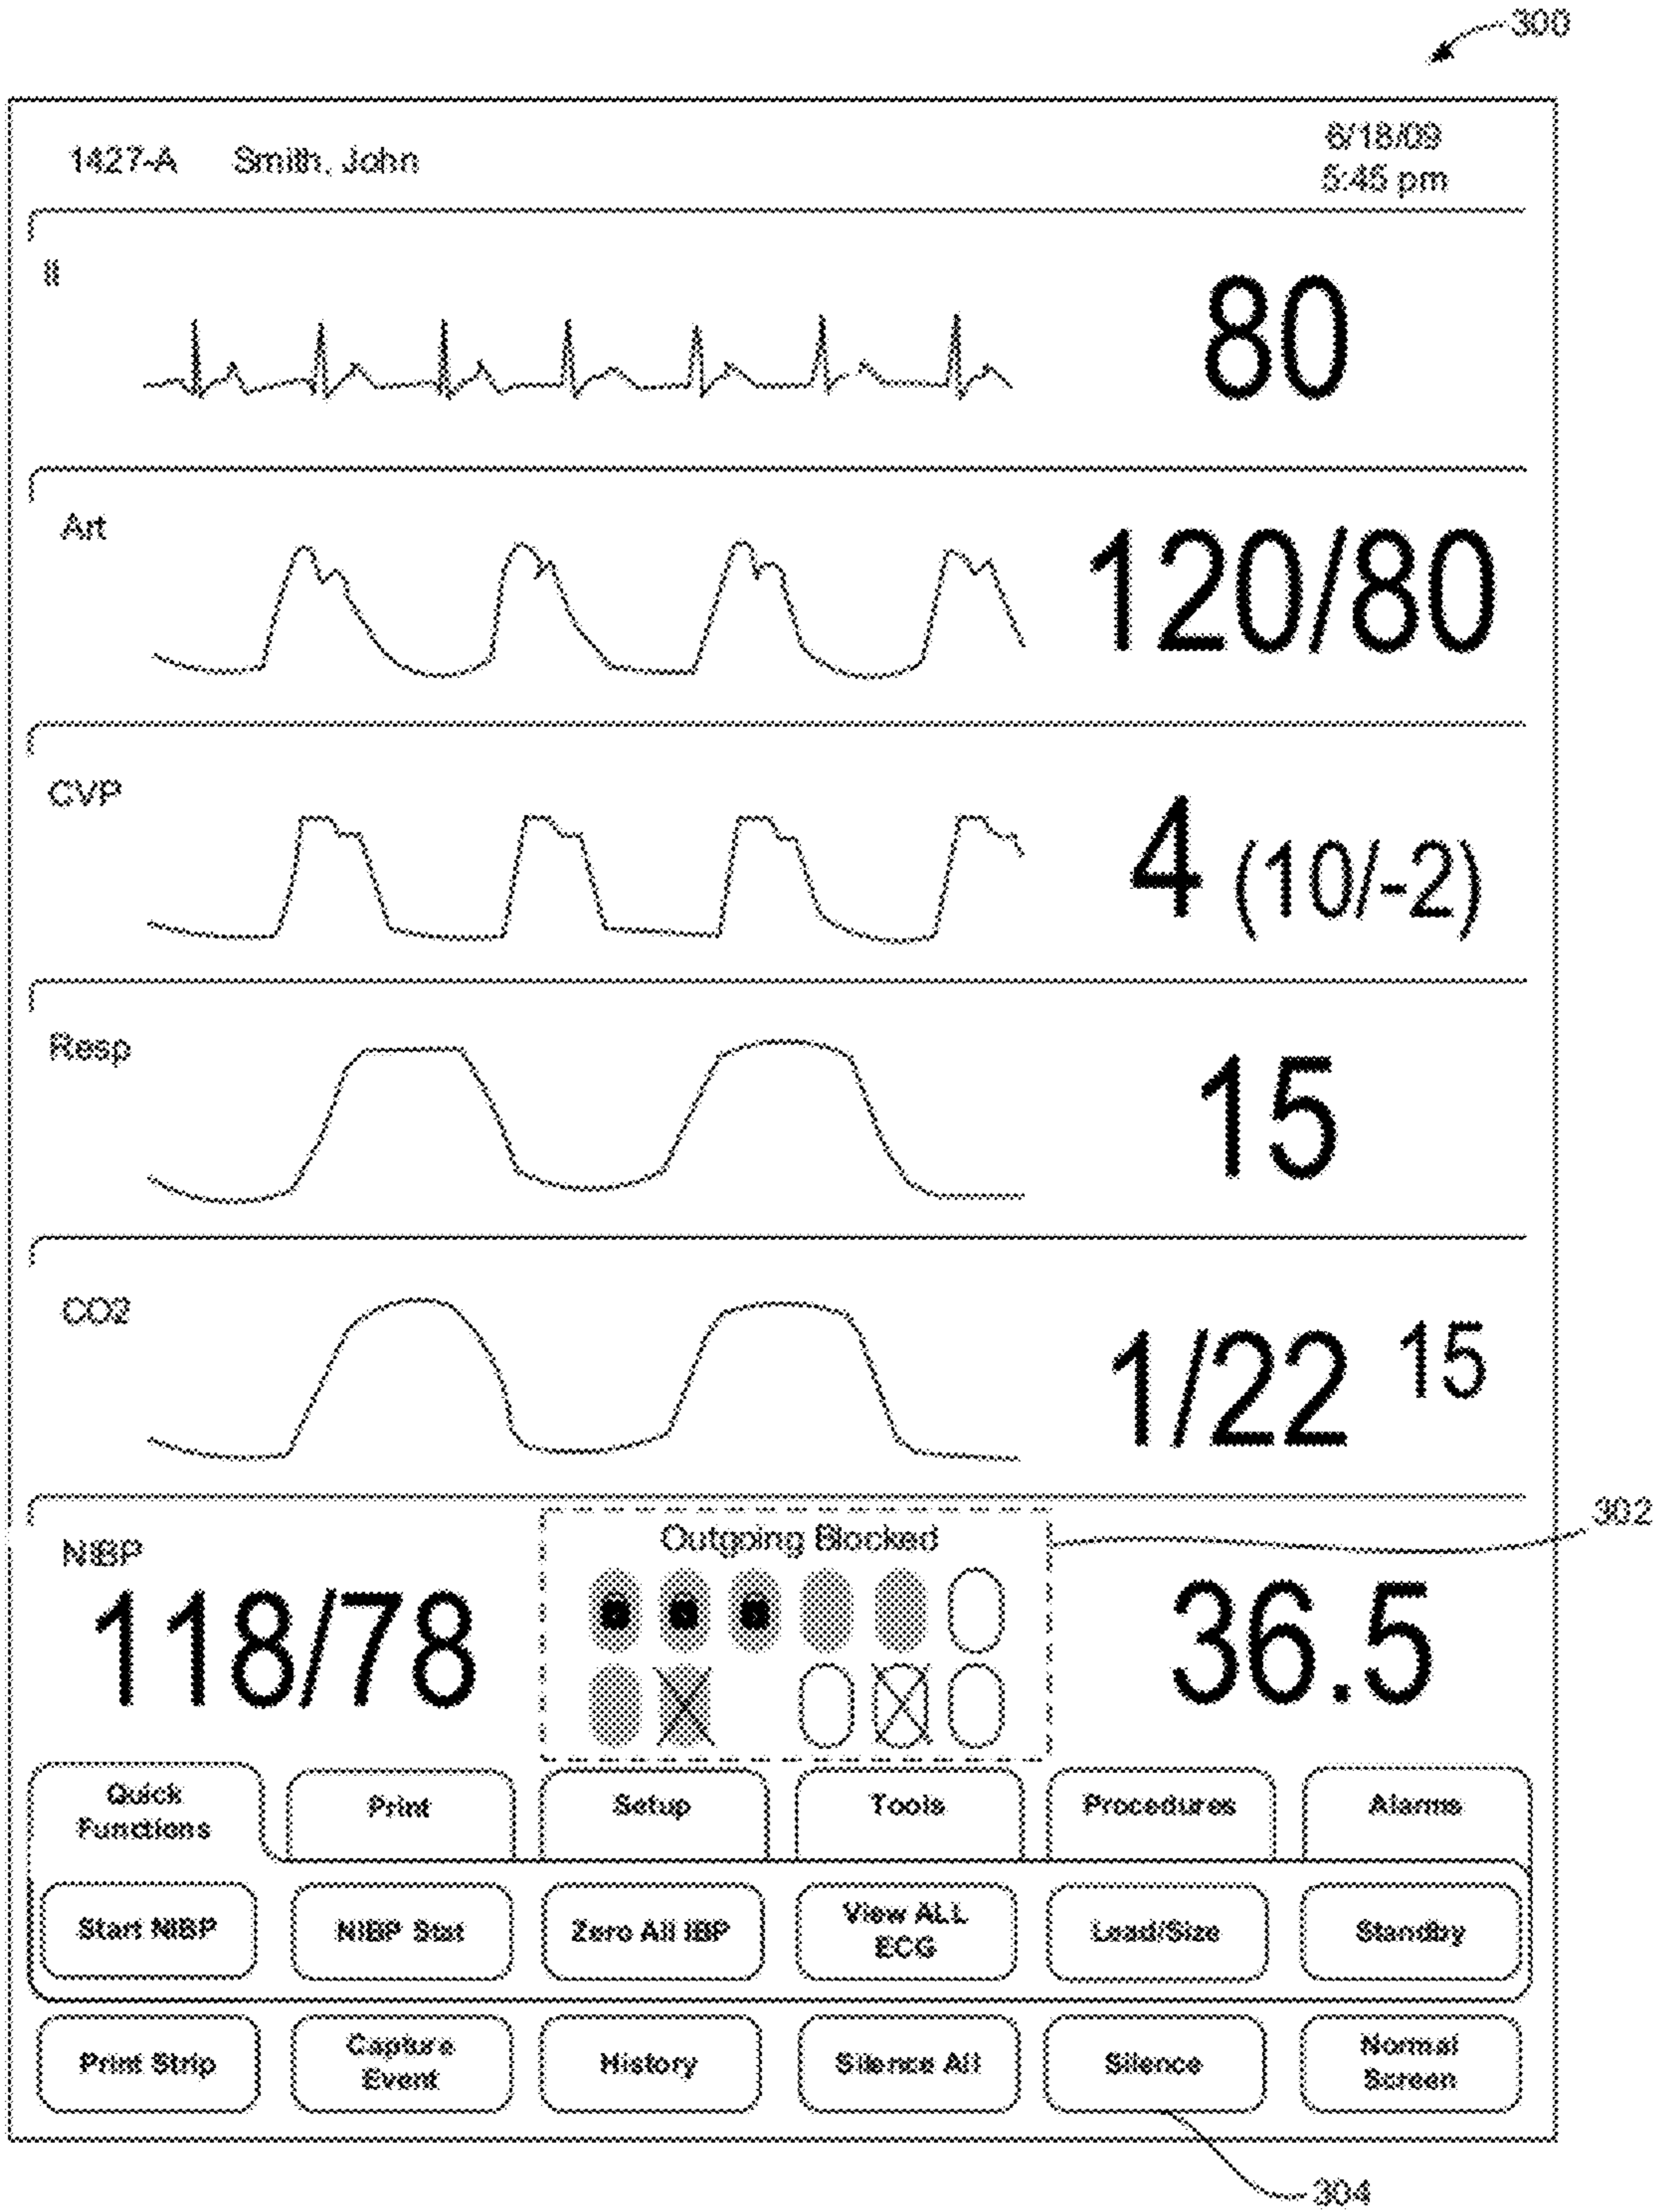 300
1427-A Smith, John 6/18/09
5:45 pm
II
80
Art
120/80
CVP
4 (10/-2)
Resp
15
CO2
1/22 15
302
NIBP
Outgoing Blocked
118/78
36.5
Quick
Functions
Print
Setup
Tools
Procedures
Alarms
Start NIBP
NIBP Stat
Zero All IBP
View ALL
ECG
Lead/Size
Standby
Print Strip
Capture
Event
History
Silence All
Silence
Normal
Screen
304